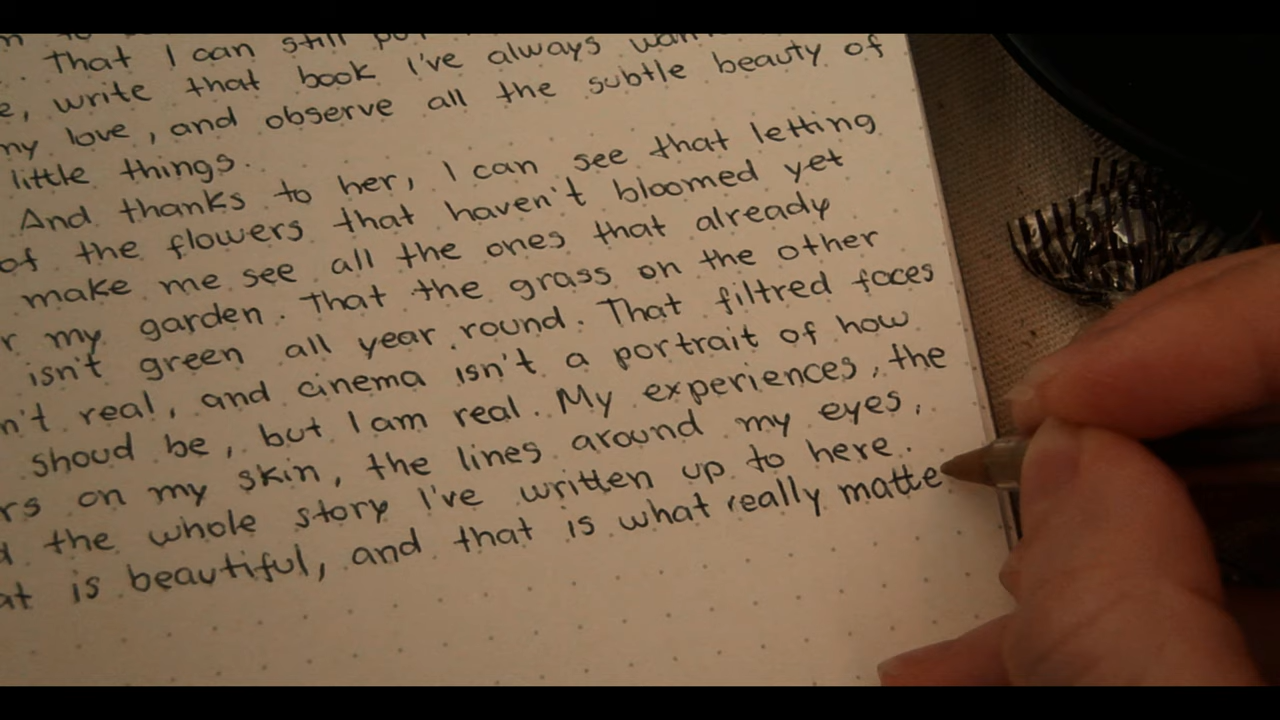 That I can still
write that book I've always
my love, and observe all the subtle beauty of
little things.
And thanks to her, I can see that letting
of the flowers that haven't bloomed yet
make me see all the ones that already
r my garden. That the grass on the other
isn't green all year round. That filtred faces
n't real, and cinema isn't a portrait of how
shoud be, but I am real. My experiences, the
rs on my skin, the lines around my eyes,
d the whole story I've written up to here.
at is beautiful, and that is what really matte